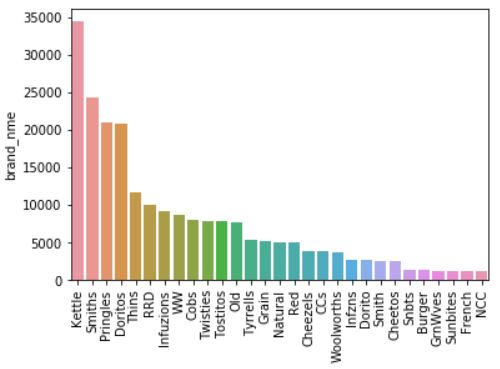 35000
30000
25000
20000
15000
10000
5000
0
brand_nme
Kettle
Smiths
Pringles
Doritos
Thins
RRD
Infuzions
WW
Cobs
Twisties
Tostitos
Old
Tyrrells
Grain
Natural
Red
Cheezels
CCs
Woolworths
Infzns
Dorito
Smith
Cheetos
Snbts
Burger
GrnWves
Sunbites
French
NCC